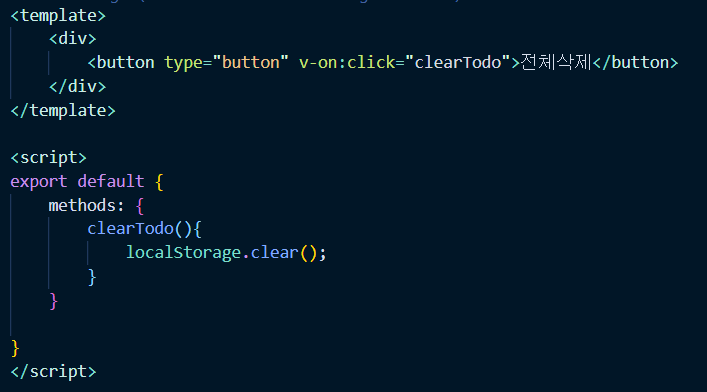 <template>
    <div>
        <button type="button" v-on:click="clearTodo">전체삭제</button>
    </div>
</template>

<script>
export default {
    methods: {
        clearTodo(){
            localStorage.clear();
        }
    }

}
</script>